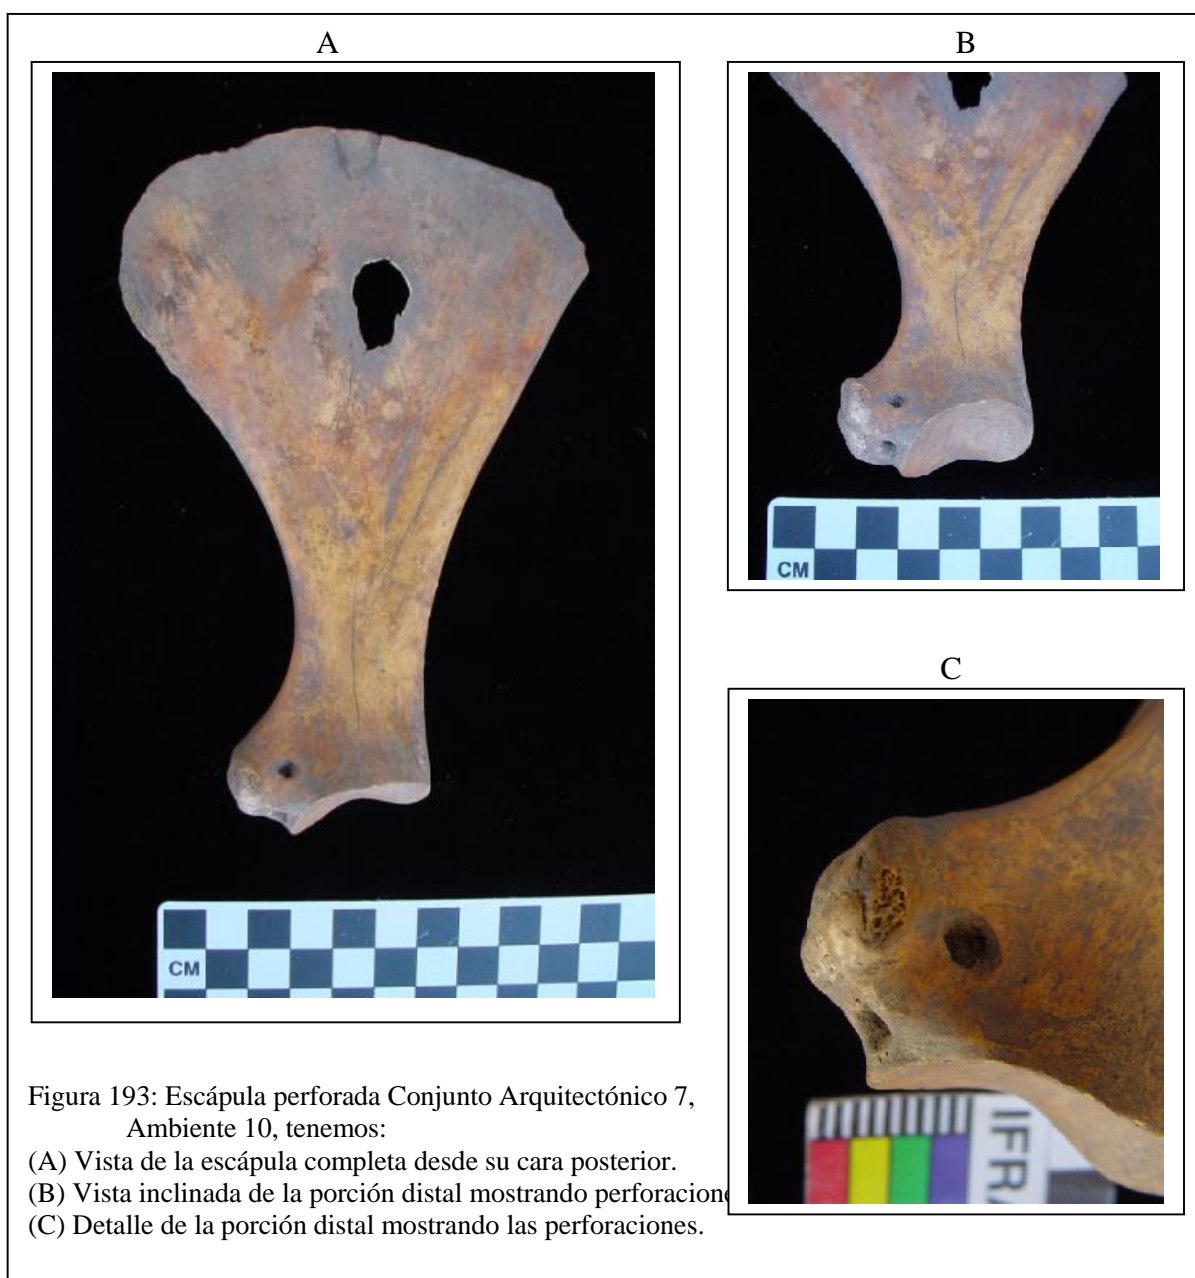 A
B
CM
CM
C
IFR
Figura 193: Escápula perforada Conjunto Arquitectónico 7,
Ambiente 10, tenemos:
(A) Vista de la escápula completa desde su cara posterior.
(B) Vista inclinada de la porción distal mostrando
(C) Detalle de la porción distal mostrando las perforaciones.